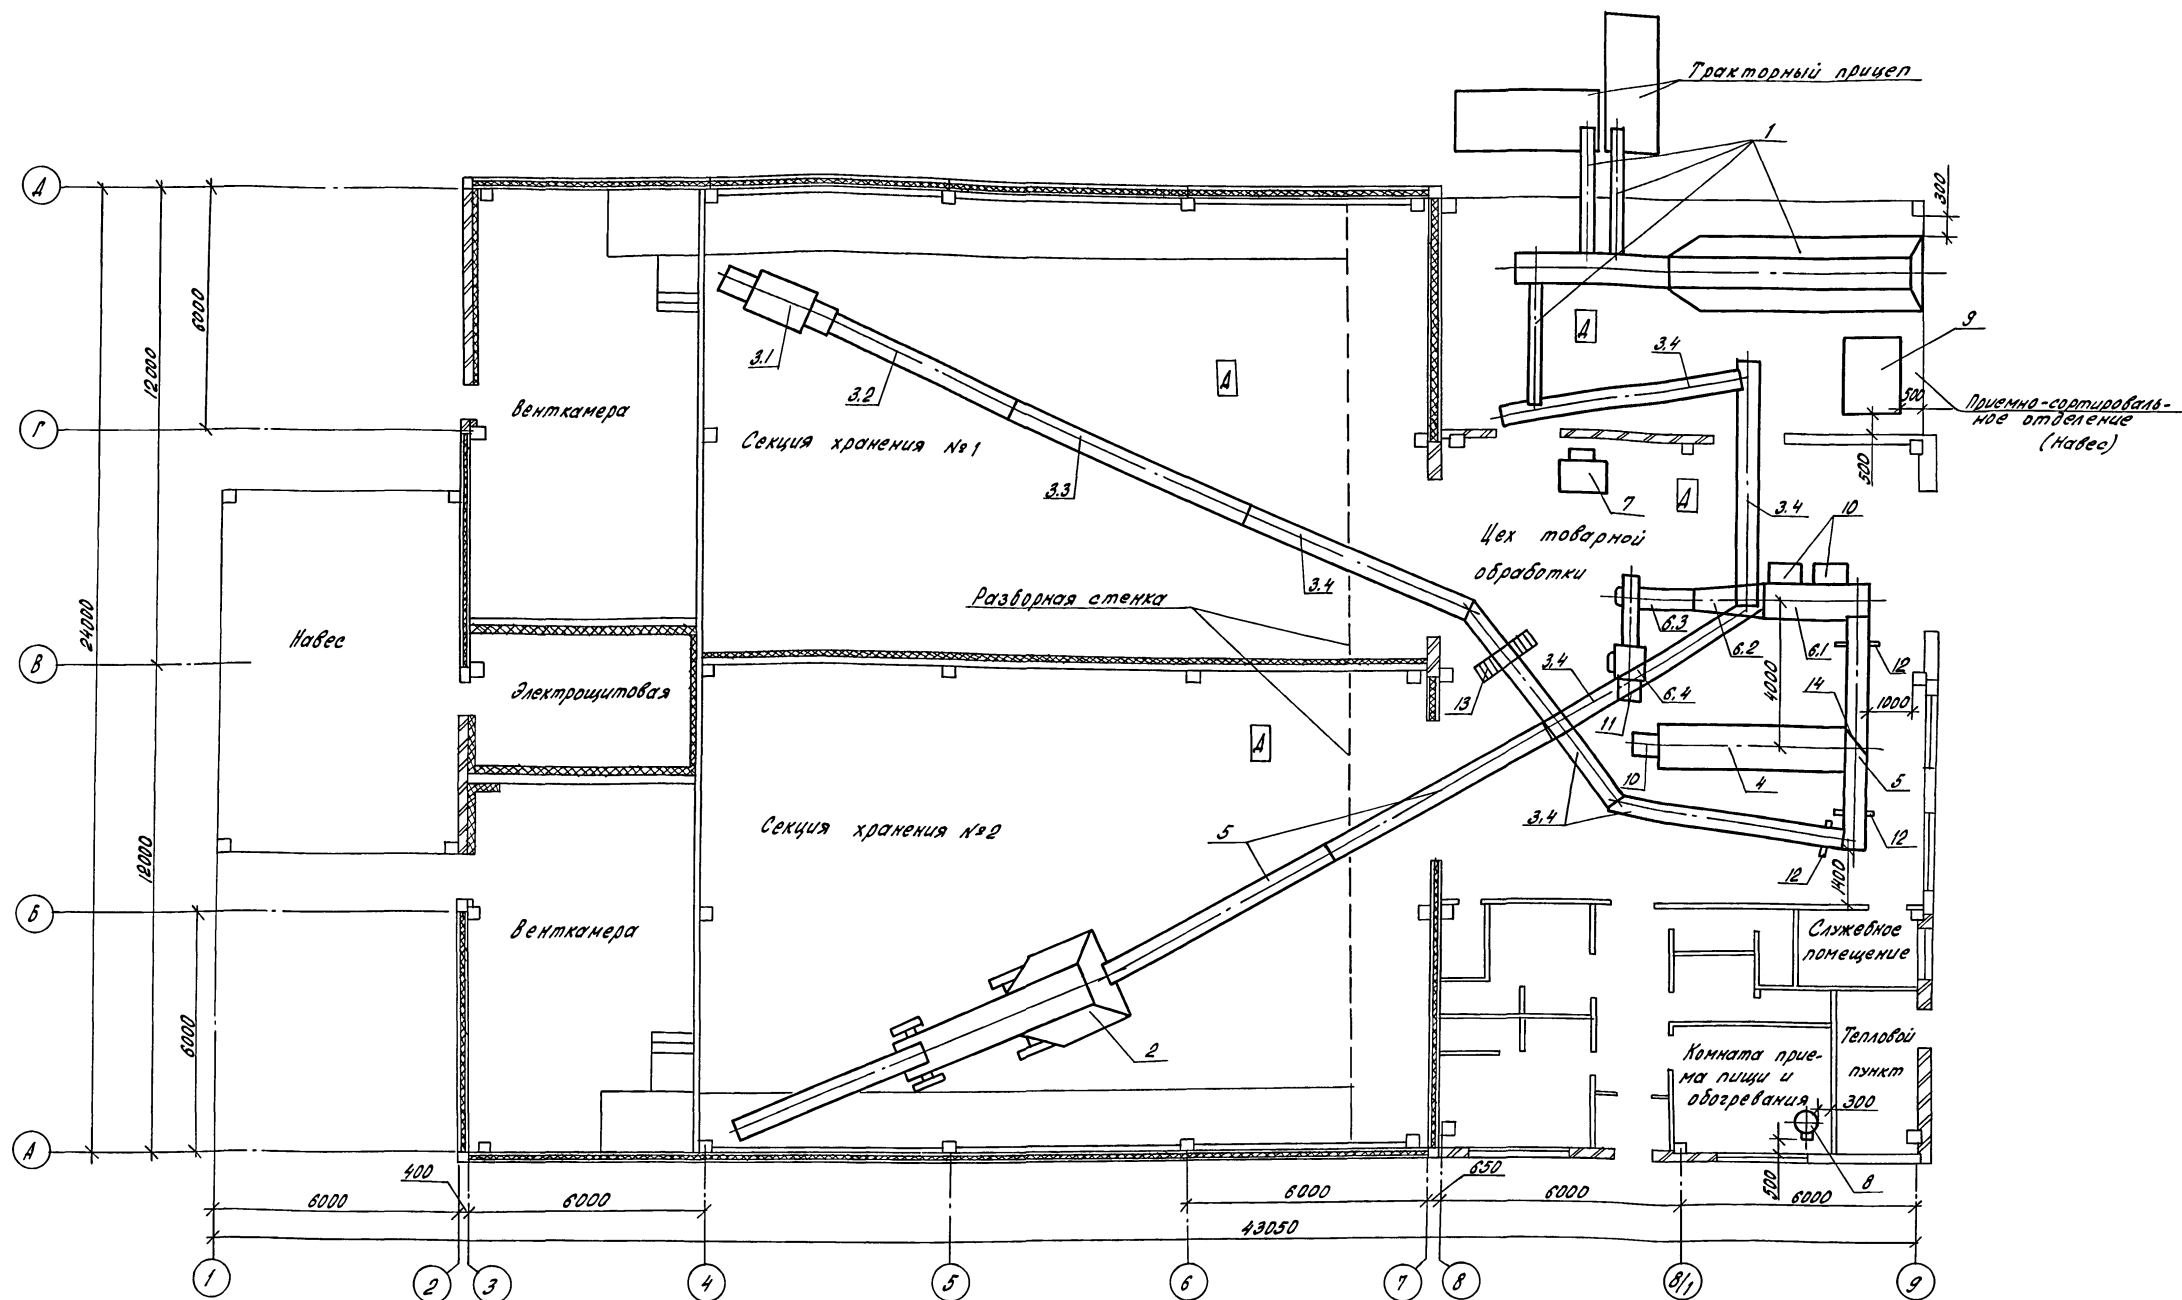 Тракторный прицеп
1
Д
300
6000
12000
24000
9
3.1
3.2
Д
Д
3.4
500
Приемно-сортироваль-
ное отделение
(Навес)
Венткамера
Г
Секция хранения №1
500
3.3
7
Д
3.4
10
Цех товарной
обработки
3.4
Разборная стенка
Навес
6.3
6.2
6.1
12
В
Электрощитовая
3.4
6.4
4000
14
1000
13
11
Д
10
4
5
Секция хранения №2
5
3.4
12
12
1400
12000
Б
Венткамера
Служебное
помещение
6000
2
Тепловой
пункт
Комната прие-
ма пищи и
обогревания
300
А
400
6000
6000
6000
650
6000
500
6000
8
43050
1
2
3
4
5
6
7
8
8/1
9